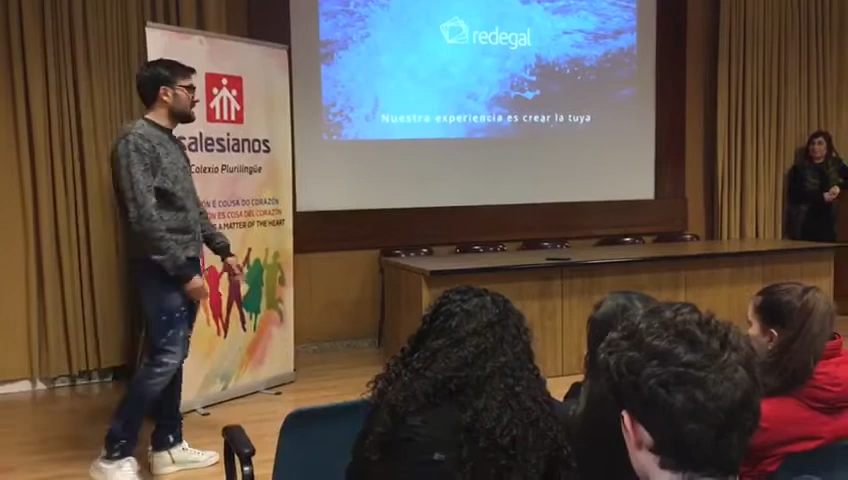 redegal
Nuestra experiencia es crear la tuya
salesianos
Colexio Plurilingüe
N É COUSA DO CORAZÓN
ÓN ES COSA DEL CORAZÓN
S A MATTER OF THE HEART